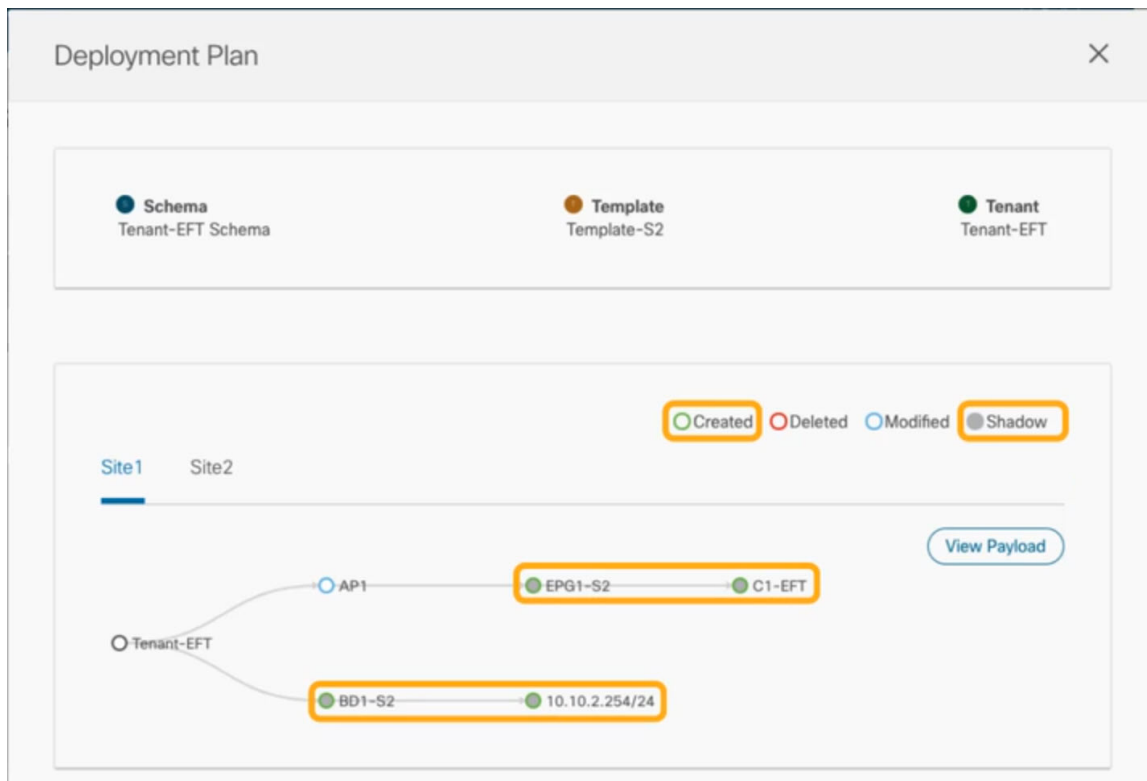 Deployment Plan
Schema
Tenant-EFT Schema
Template
Template-S2
Tenant
Tenant-EFT
Created Deleted Modified Shadow
Site1 Site2
View Payload
AP1 EPG1-S2 C1-EFT
Tenant-EFT
BD1-S2 10.10.2.254/24